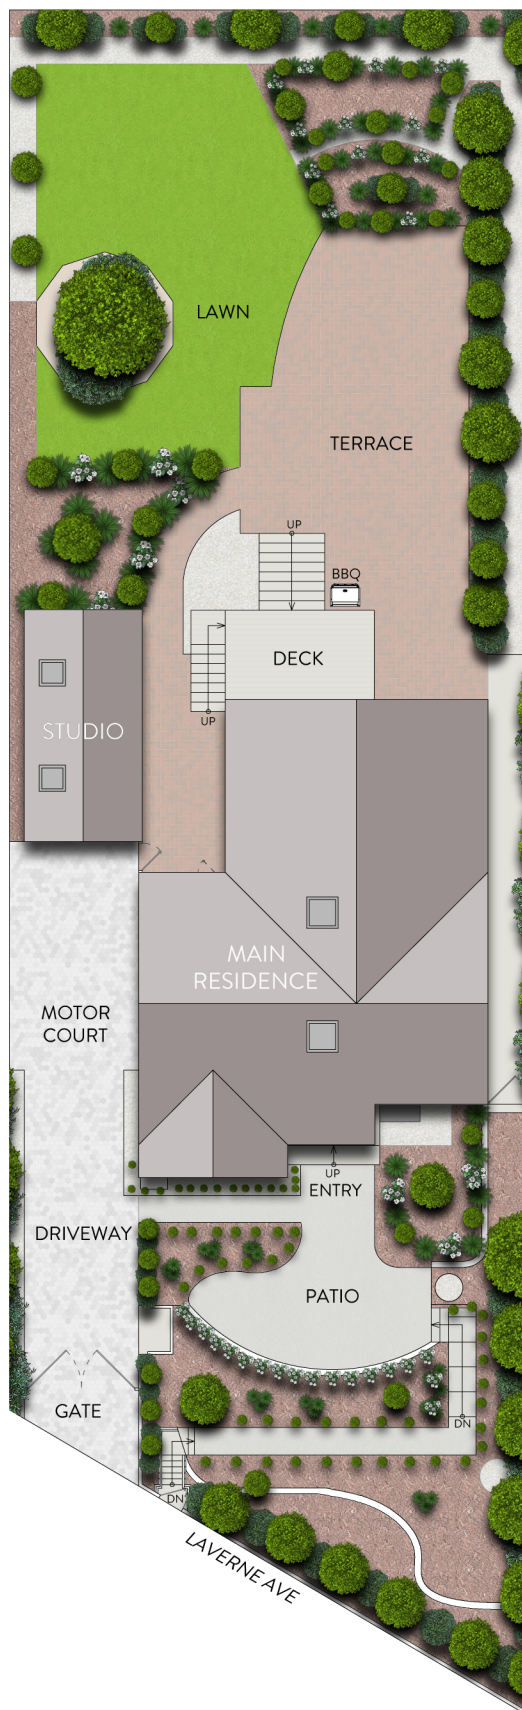 LAWN
TERRACE
UP
BBQ
DECK
UP
STUDIO
MAIN
RESIDENCE
MOTOR
COURT
UP
ENTRY
DRIVEWAY
PATIO
GATE
DN
DN
LAVERNE AVE